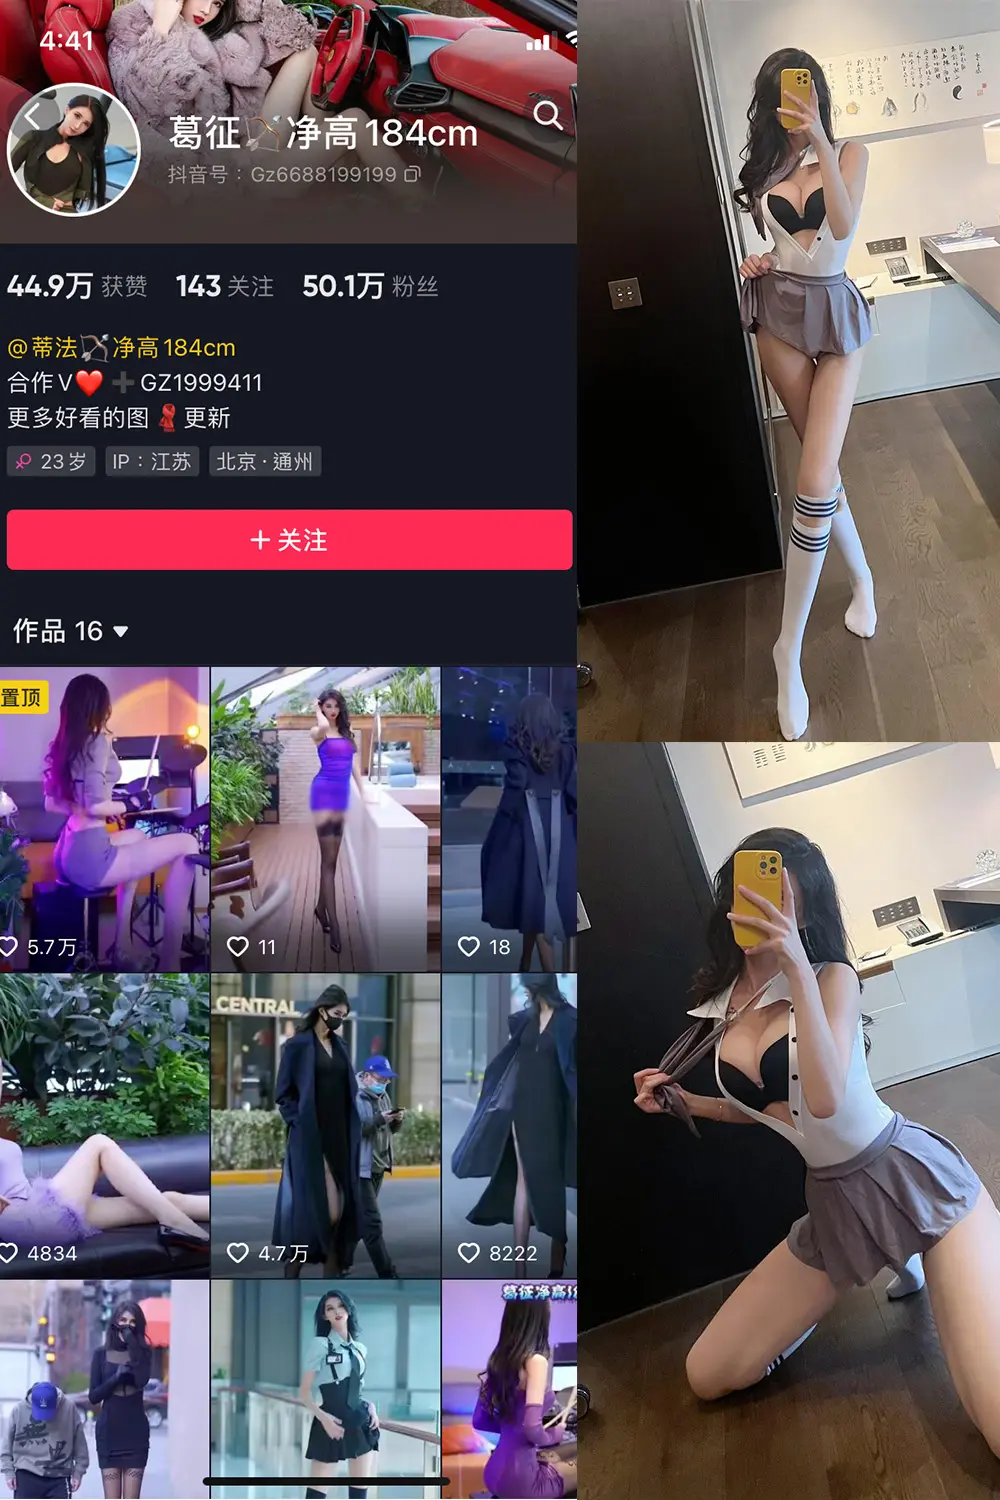 4:41
葛征🏹净高184cm
抖音号：Gz6688199199
44.9万 获赞 143 关注 50.1万 粉丝
@蒂法🏹净高184cm
合作V❤️➕GZ1999411
更多好看的图🧣更新
23岁 IP：江苏 北京·通州
+ 关注
作品 16
置顶
5.7万 11 18
CENTRAL
4834 4.7万 8222
葛征净高